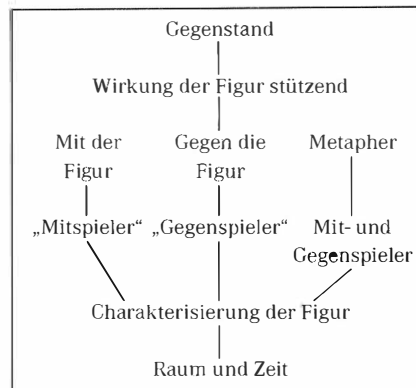 Gegenstand
Wirkung der Figur stützend
Mit der Gegen die Metapher
Figur Figur
„Mitspieler“ „Gegenspieler“ Mit- und
Gegenspieler
Charakterisierung der Figur
Raum und Zeit